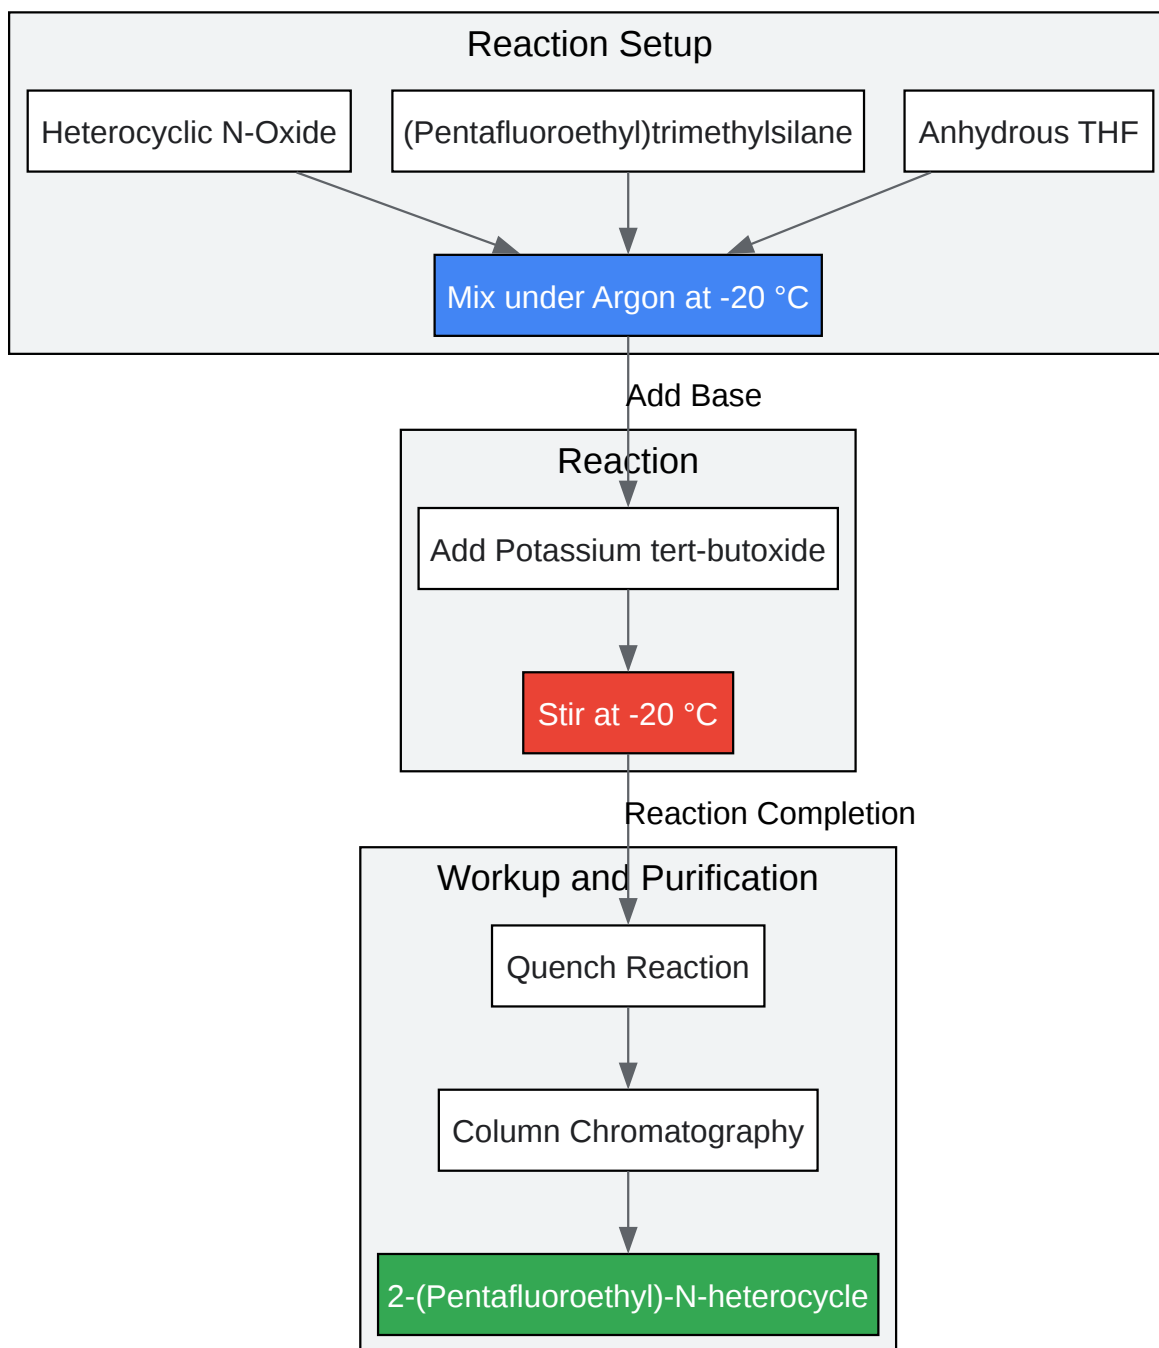 Reaction Setup
Heterocyclic N-Oxide
(Pentafluoroethyl)trimethylsilane
Anhydrous THF
Mix under Argon at -20 °C
Add Base
Reaction
Add Potassium tert-butoxide
Stir at -20 °C
Reaction Completion
Workup and Purification
Quench Reaction
Column Chromatography
2-(Pentafluoroethyl)-N-heterocycle